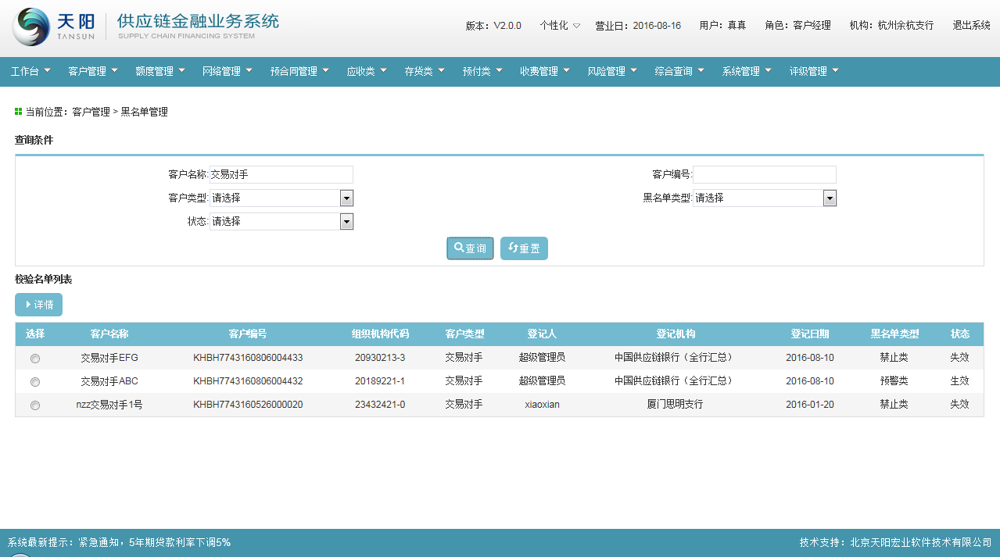 天阳 TANSUN 供应链金融业务系统 SUPPLY CHAIN FINANCING SYSTEM
版本：V2.0.0 个性化 营业日：2016-08-16 用户：真真 角色：客户经理 机构：杭州余杭支行 退出系统
工作台 客户管理 额度管理 网络管理 预合同管理 应收类 存货类 预付类 收费管理 风险管理 综合查询 系统管理 评级管理
当前位置：客户管理 > 黑名单管理
查询条件
客户名称:交易对手 客户编号:
客户类型:请选择 黑名单类型:请选择
状态:请选择
查询 重置
校验名单列表
详情
选择 客户名称 客户编号 组织机构代码 客户类型 登记人 登记机构 登记日期 黑名单类型 状态
交易对手EFG KHBH7743160806004433 20930213-3 交易对手 超级管理员 中国供应链银行（全行汇总） 2016-08-10 禁止类 失效
交易对手ABC KHBH7743160806004432 20189221-1 交易对手 超级管理员 中国供应链银行（全行汇总） 2016-08-10 预警类 生效
nzz交易对手1号 KHBH7743160526000020 23432421-0 交易对手 xiaoxian 厦门思明支行 2016-01-20 禁止类 失效
系统最新提示：紧急通知，5年期贷款利率下调5% 技术支持：北京天阳宏业软件技术有限公司